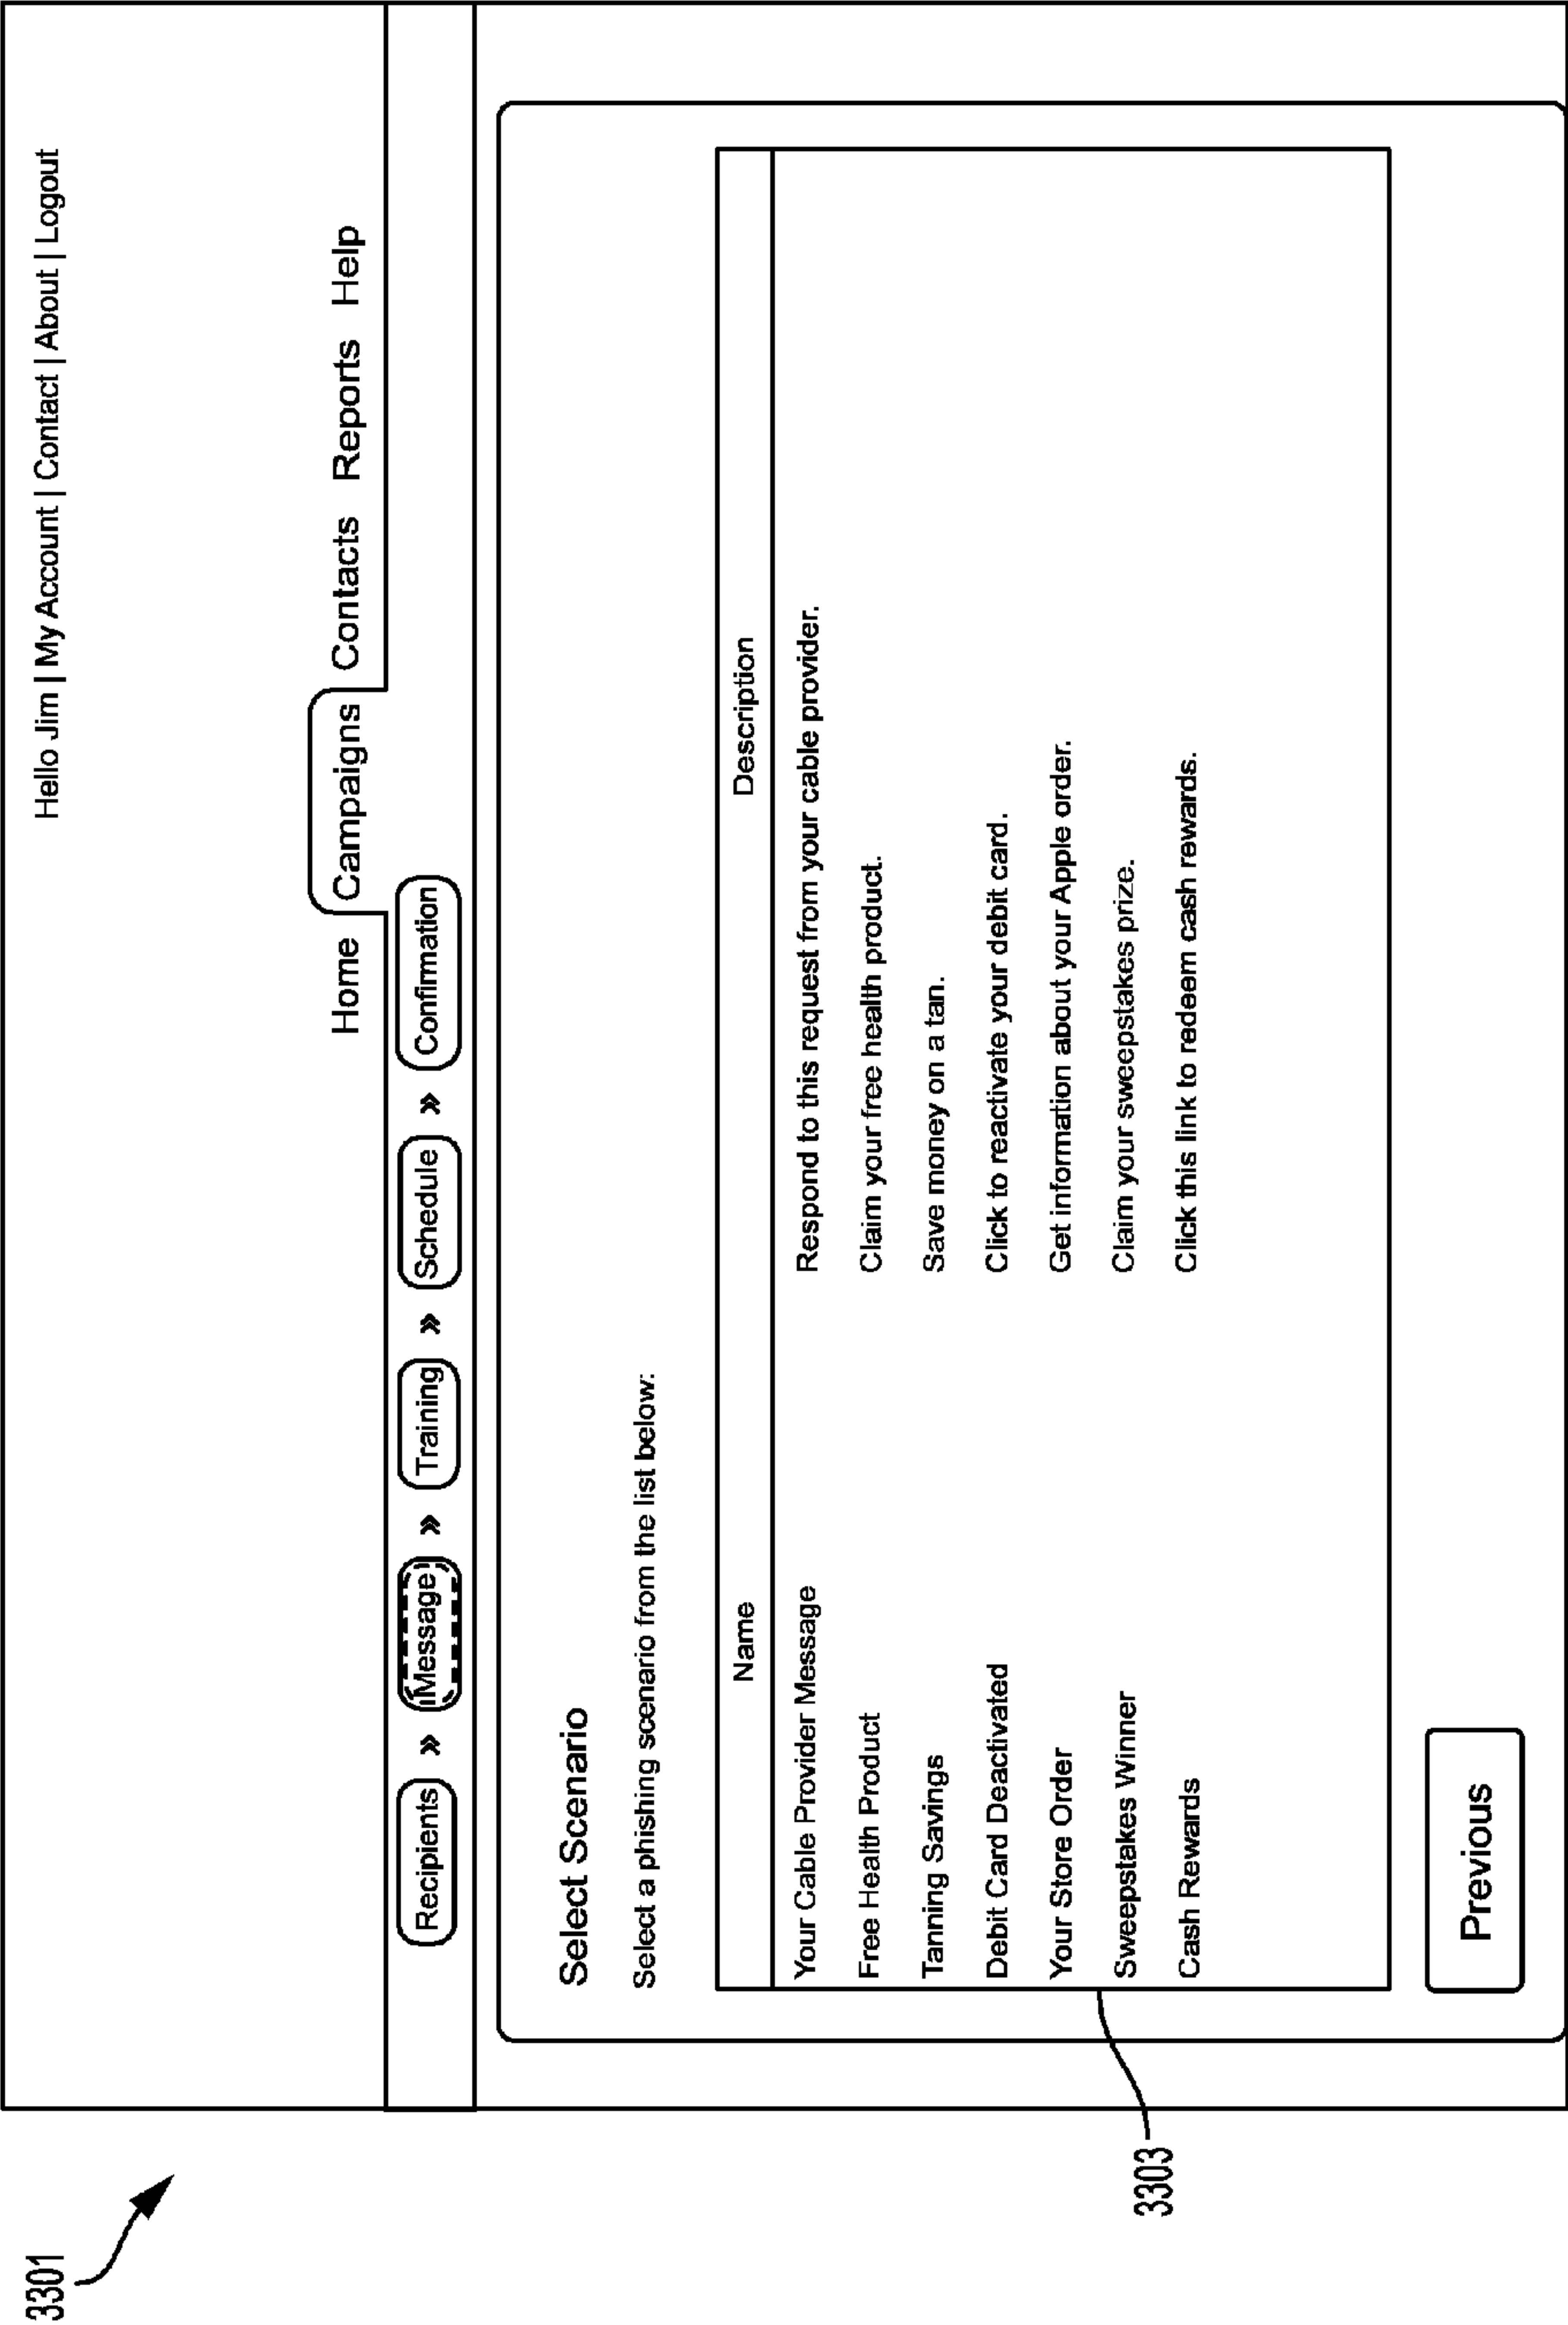 3301
Hello Jim | My Account | Contact | About | Logout
Home Campaigns Contacts Reports Help
Recipients » Message » Training » Schedule » Confirmation
Select Scenario
Select a phishing scenario from the list below:
Name Description
Your Cable Provider Message Respond to this request from your cable provider.
Free Health Product Claim your free health product.
Tanning Savings Save money on a tan.
Debit Card Deactivated Click to reactivate your debit card.
Your Store Order Get information about your Apple order.
Sweepstakes Winner Claim your sweepstakes prize.
Cash Rewards Click this link to redeem cash rewards.
3303
Previous